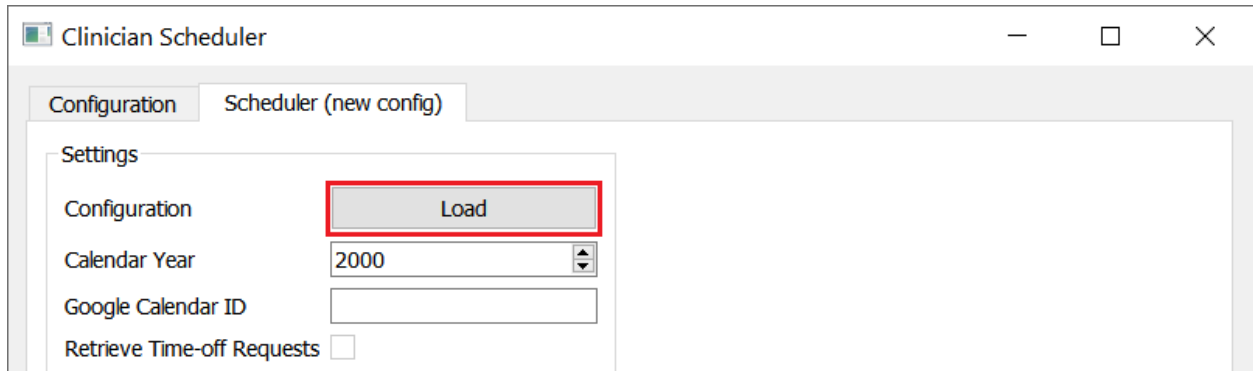 Clinician Scheduler
Configuration
Scheduler (new config)
Settings
Configuration
Load
Calendar Year
2000
Google Calendar ID
Retrieve Time-off Requests